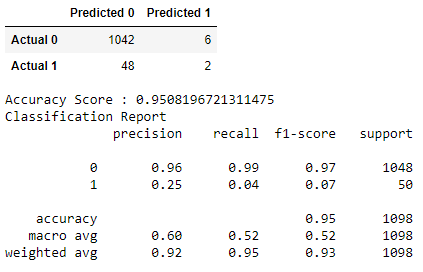 Predicted 0 Predicted 1
Actual 0 1042 6
Actual 1 48 2
Accuracy Score : 0.9508196721311475
Classification Report
precision recall f1-score support
0 0.96 0.99 0.97 1048
1 0.25 0.04 0.07 50
accuracy 0.95 1098
macro avg 0.60 0.52 0.52 1098
weighted avg 0.92 0.95 0.93 1098